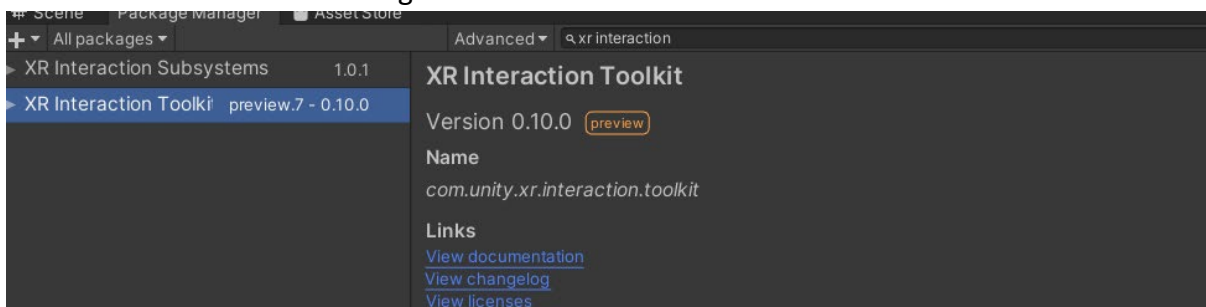 Scene Package Manager Asset Store
All packages Advanced xr interaction
XR Interaction Subsystems 1.0.1
XR Interaction Toolki preview.7 - 0.10.0
XR Interaction Toolkit
Version 0.10.0 preview
Name
com.unity.xr.interaction.toolkit
Links
View documentation
View changelog
View licenses